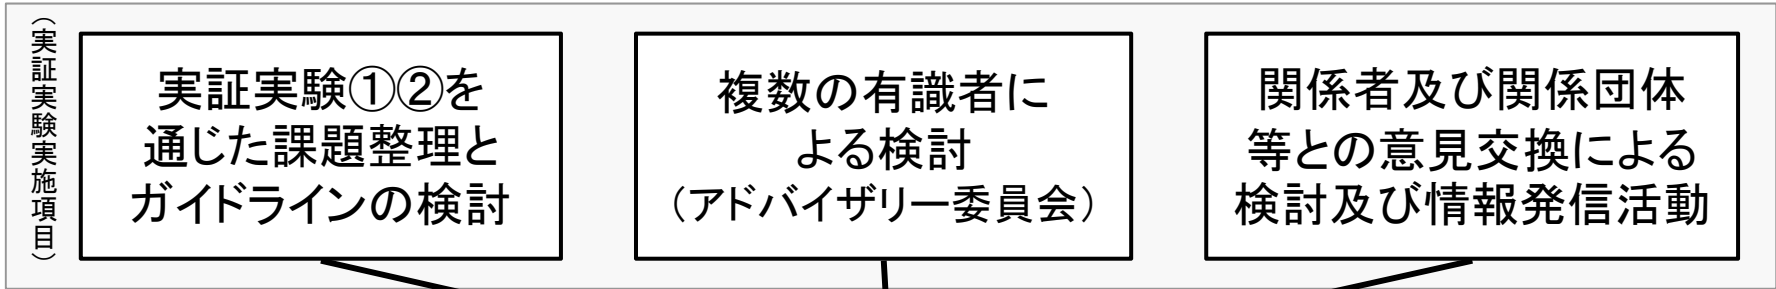 （実証実験実施項目）
実証実験①②を
通じた課題整理と
ガイドラインの検討
複数の有識者に
よる検討
（アドバイザリー委員会）
関係者及び関係団体
等との意見交換による
検討及び情報発信活動